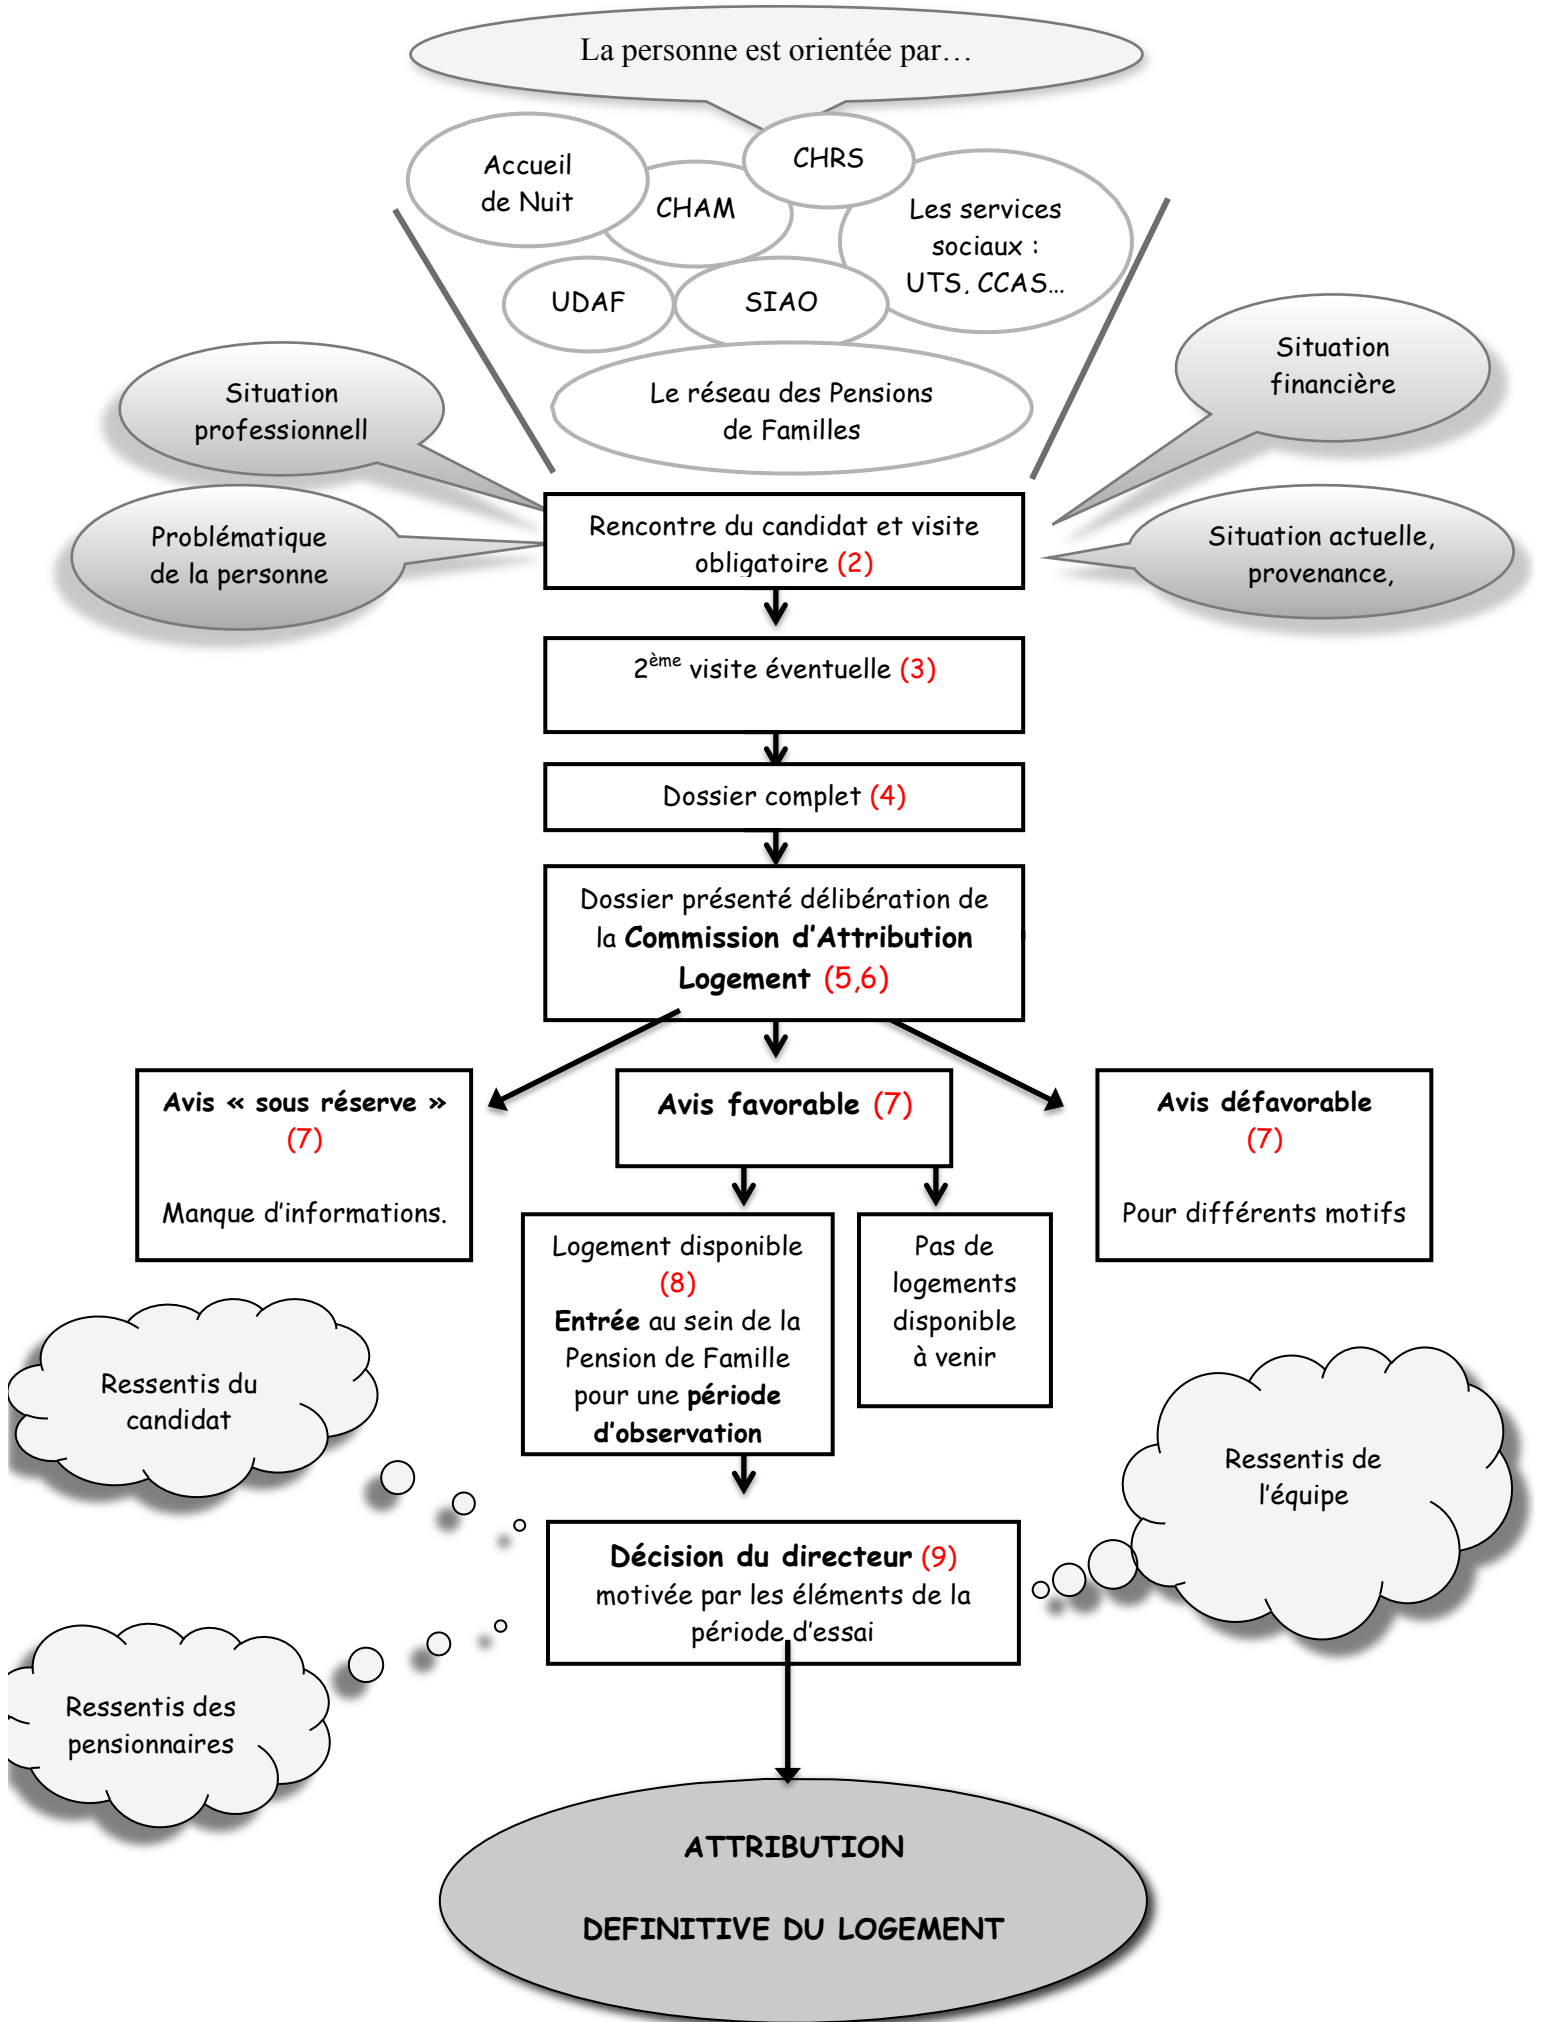 La personne est orientée par…
CHRS
Accueil
de Nuit
CHAM
Les services
sociaux :
UTS, CCAS…
UDAF
SIAO
Le réseau des Pensions
de Familles
Situation
professionnell
Situation
financière
Problématique
de la personne
Situation actuelle,
provenance,
Rencontre du candidat et visite
obligatoire (2)
2ème visite éventuelle (3)
Dossier complet (4)
Dossier présenté délibération de
la Commission d'Attribution
Logement (5,6)
Avis « sous réserve »
(7)
Manque d'informations.
Avis favorable (7)
Avis défavorable
(7)
Pour différents motifs
Logement disponible
(8)
Entrée au sein de la
Pension de Famille
pour une période
d'observation
Pas de
logements
disponible
à venir
Ressentis du
candidat
Ressentis de
l'équipe
Décision du directeur (9)
motivée par les éléments de la
période d'essai
Ressentis des
pensionnaires
ATTRIBUTION
DEFINITIVE DU LOGEMENT